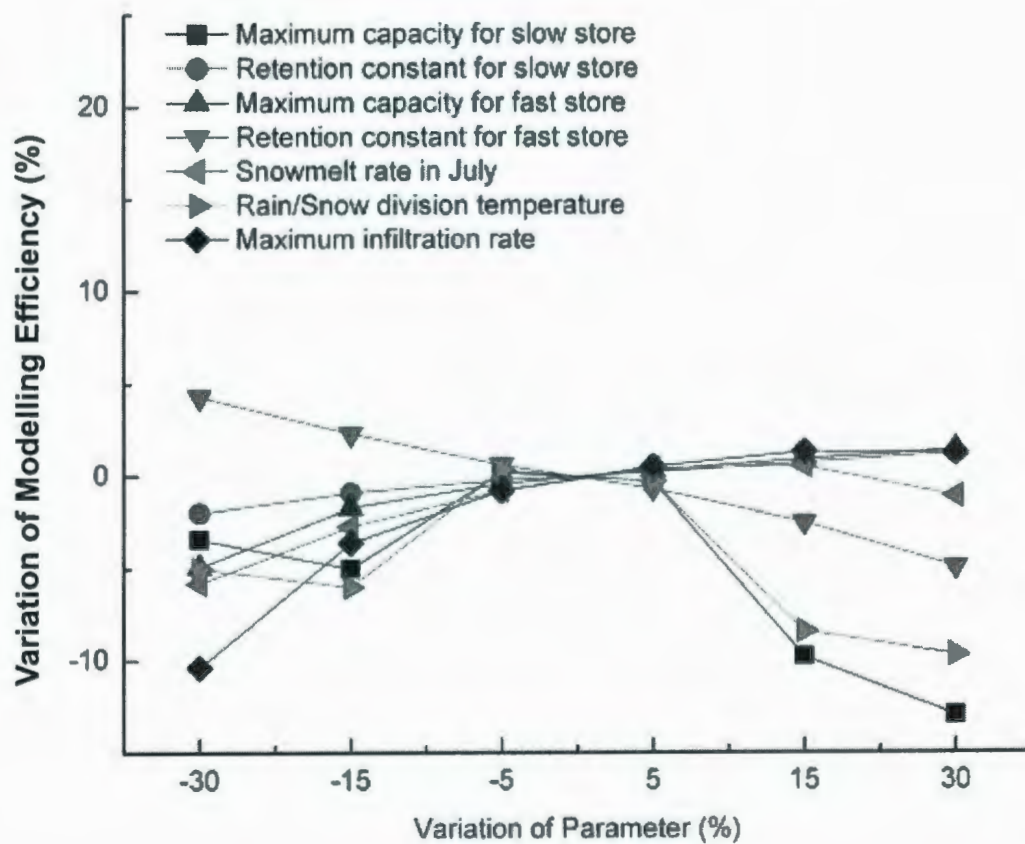 Maximum capacity for slow store
Retention constant for slow store
Maximum capacity for fast store
Retention constant for fast store
Snowmelt rate in July
Rain/Snow division temperature
Maximum infiltration rate
Variation of Modelling Efficiency (%)
20
10
0
-10
-30 -15 -5 5 15 30
Variation of Parameter (%)